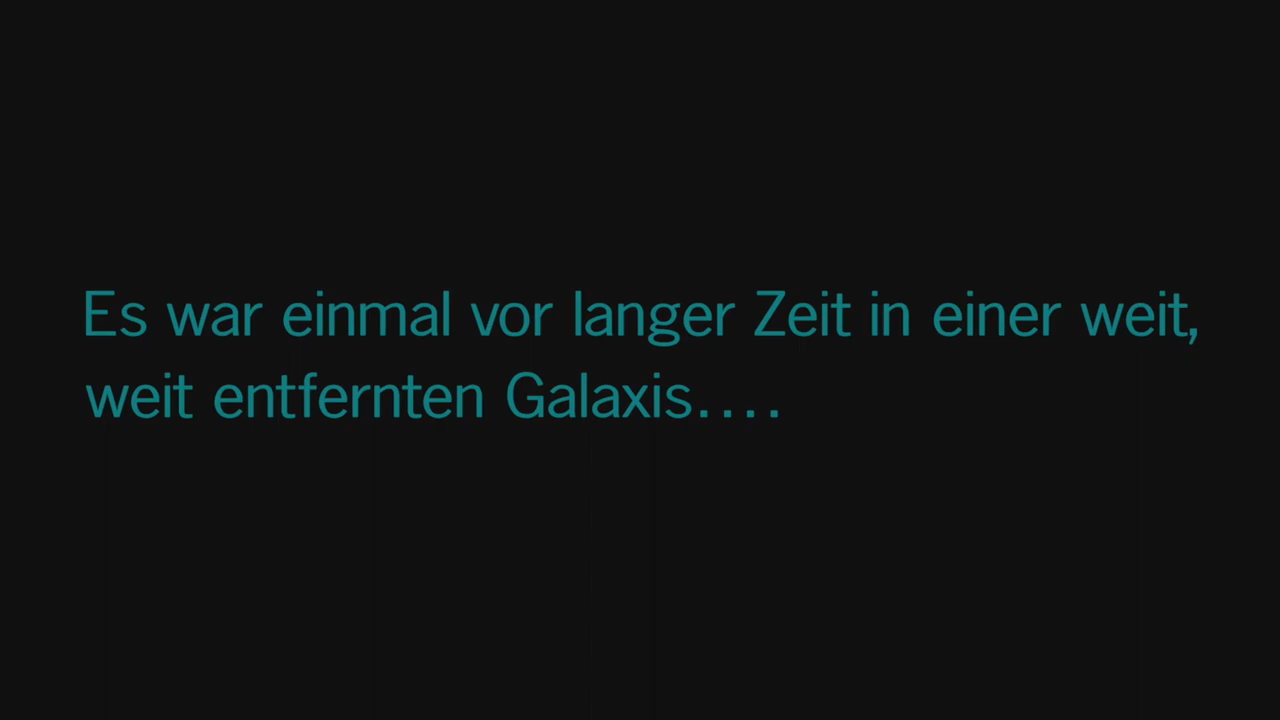 Es war einmal vor langer Zeit in einer weit,
weit entfernten Galaxis....